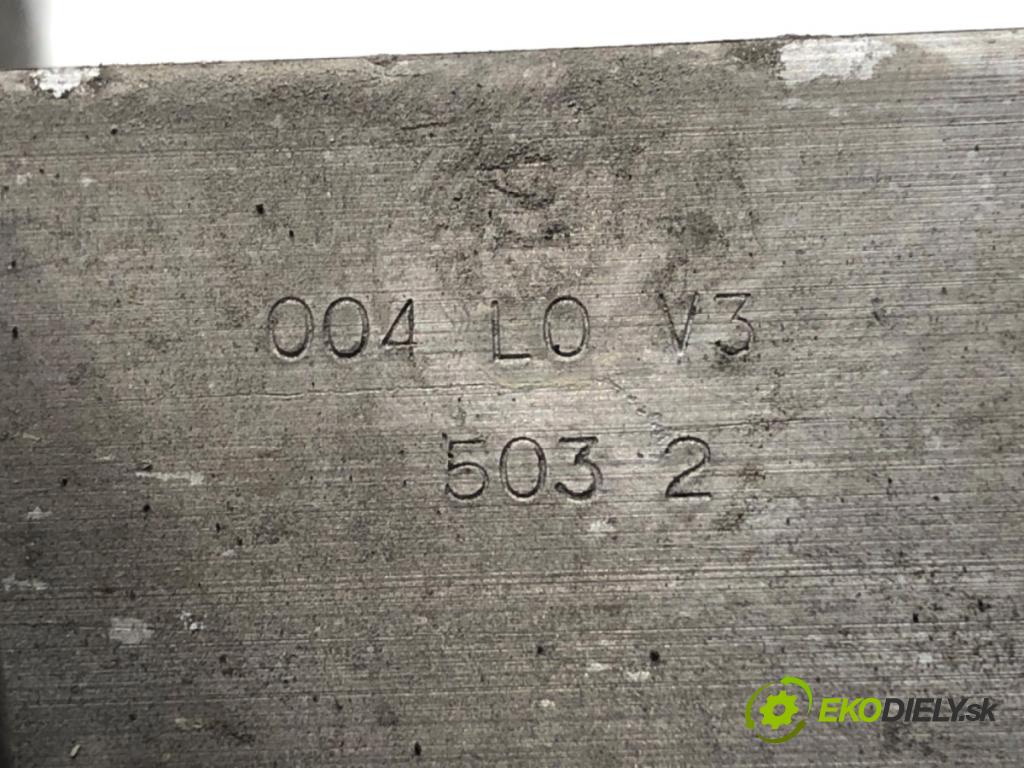 004 L0 V3
503 2
EKODIELY.sk